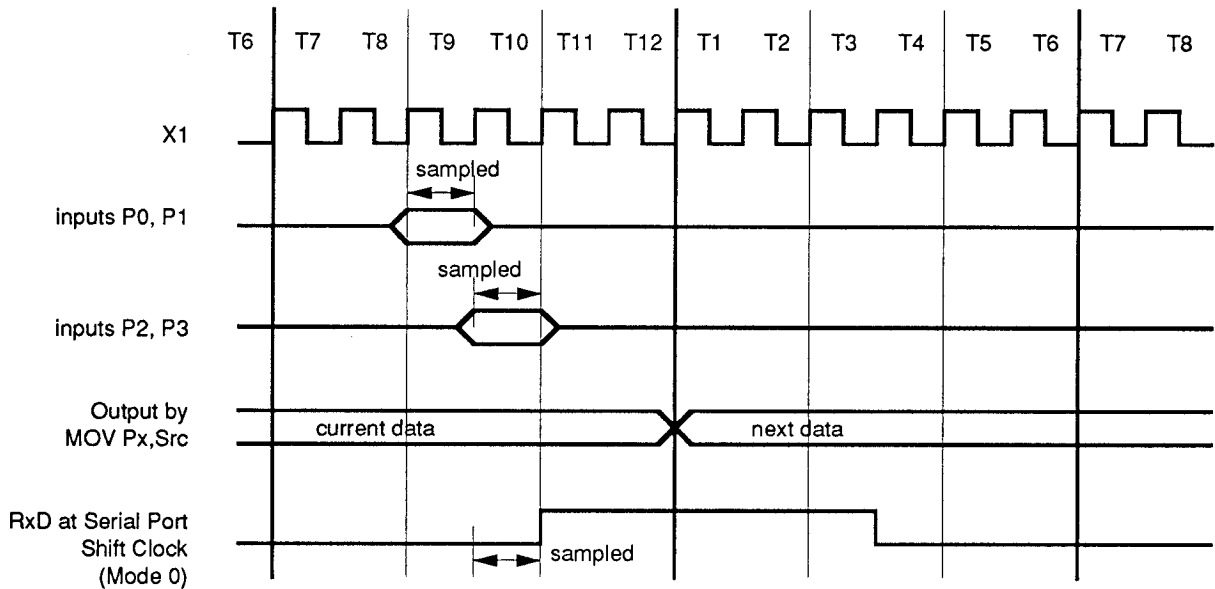 T6 T7 T8 T9 T10 T11 T12 T1 T2 T3 T4 T5 T6 T7 T8
X1
sampled
inputs P0, P1
sampled
inputs P2, P3
Output by
MOV Px,Src
current data
next data
RxD at Serial Port
Shift Clock
(Mode 0)
sampled